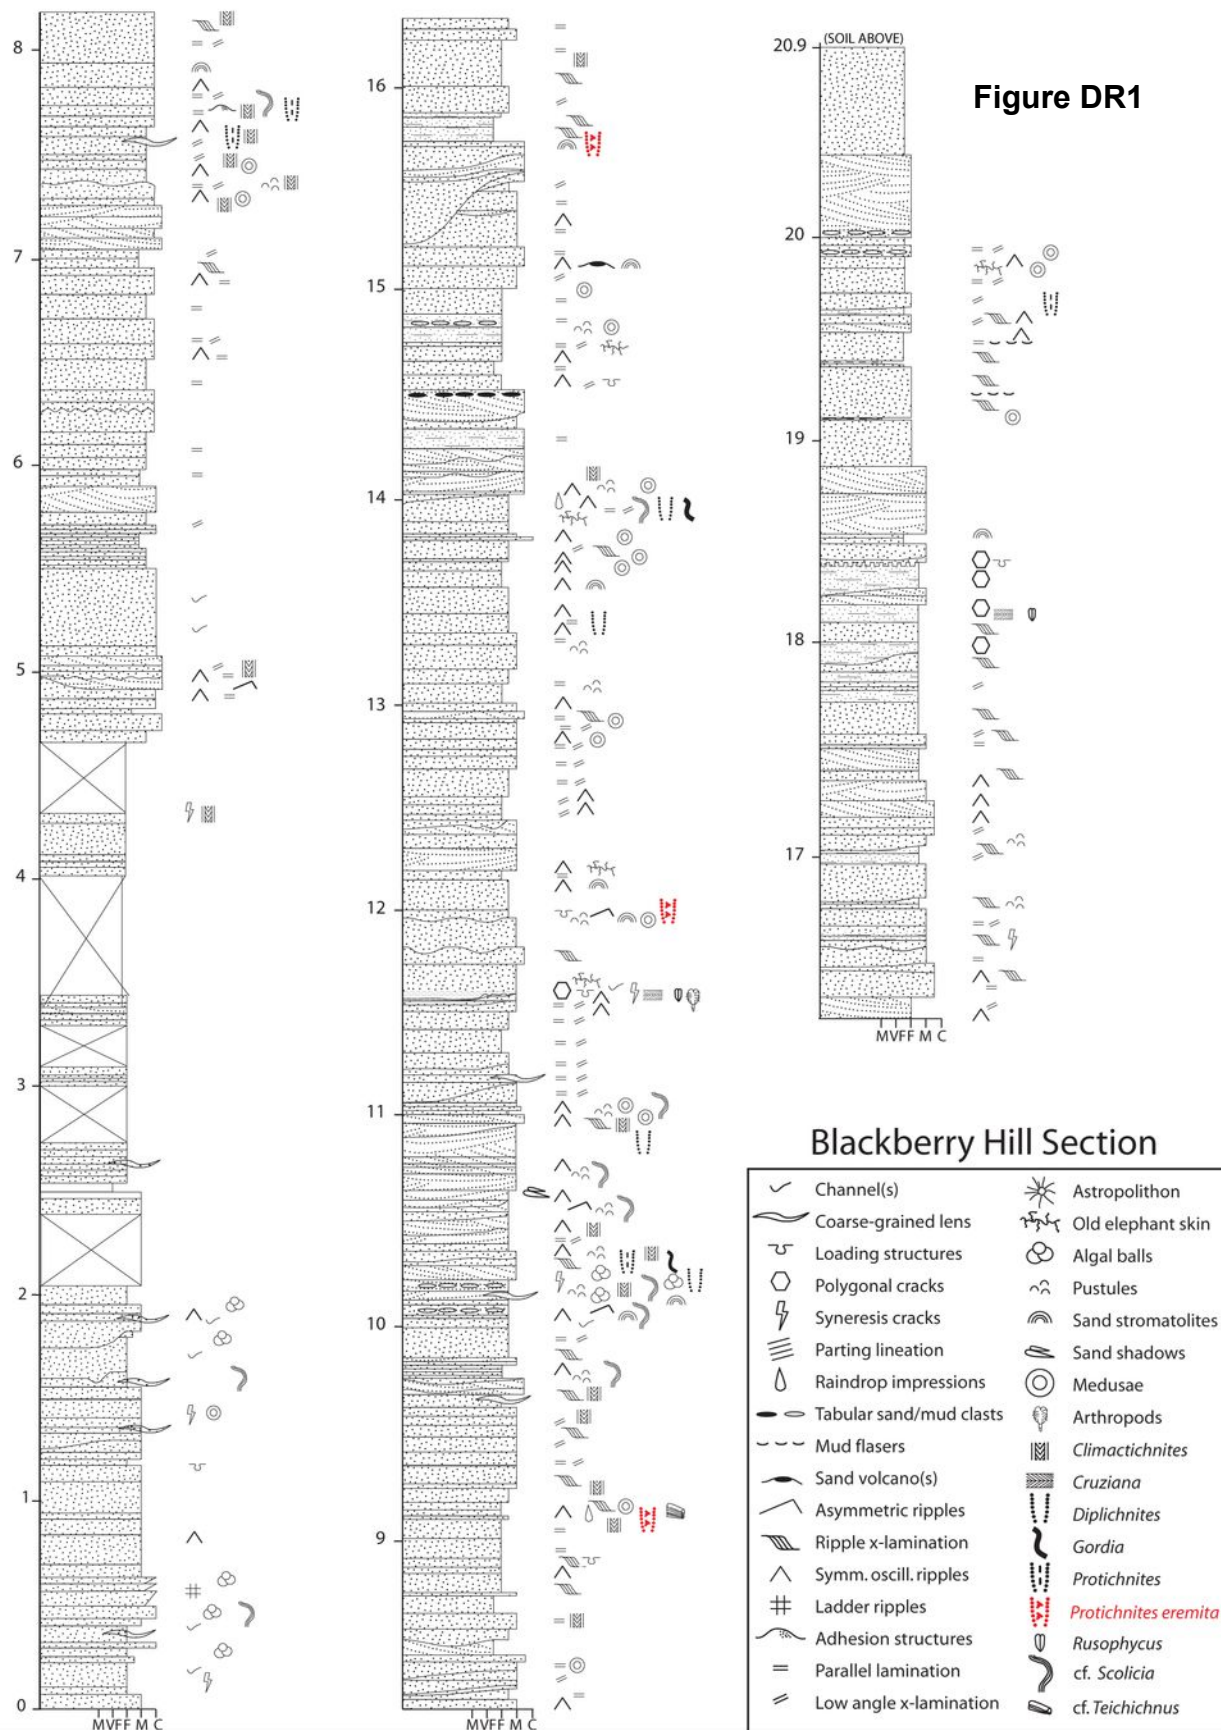 Figure DR1
8
7
6
5
4
3
2
1
0
MVFF M C
16
15
14
13
12
11
10
9
MVFF M C
20.9 (SOIL ABOVE)
20
19
18
17
MVFF M C
Blackberry Hill Section
Channel(s)
Coarse-grained lens
Loading structures
Polygonal cracks
Syneresis cracks
Parting lineation
Raindrop impressions
Tabular sand/mud clasts
Mud flasers
Sand volcano(s)
Asymmetric ripples
Ripple x-lamination
Symm. oscill. ripples
Ladder ripples
Adhesion structures
Parallel lamination
Low angle x-lamination
Astropolithon
Old elephant skin
Algal balls
Pustules
Sand stromatolites
Sand shadows
Medusae
Arthropods
Climactichnites
Cruziana
Diplichnites
Gordia
Protichnites
Protichnites eremita
Rusophycus
cf. Scolicia
cf. Teichichnus